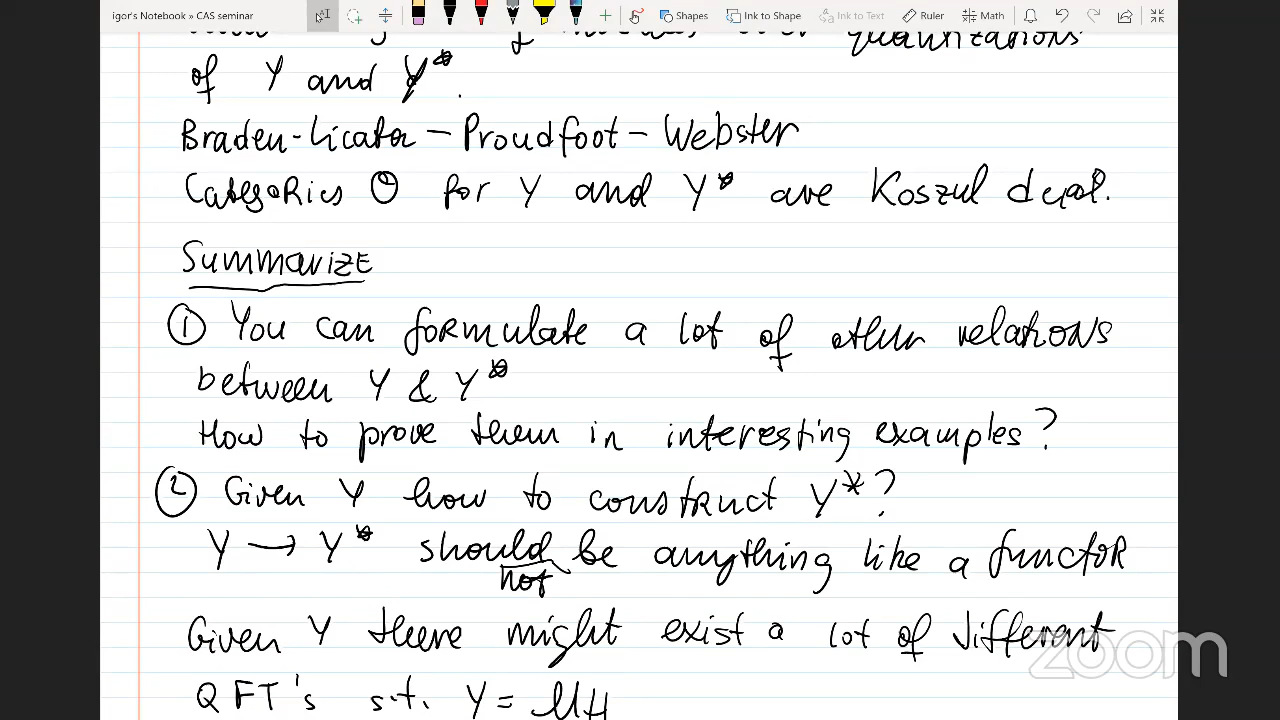 igor's Notebook » CAS seminar
Shapes Ink to Shape Ink to Text Ruler Math
quantizations
of Y and Y*.
Braden-Licata-Proudfoot-Webster
Categories O for Y and Y* are Koszul dual.
Summarize
① You can formulate a lot of other relations
between Y & Y*
How to prove them in interesting examples?
② Given Y how to construct Y*?
Y → Y* should be anything like a functor
not
Given Y there might exist a lot of different
QFT's s.t. Y = MH
zoom